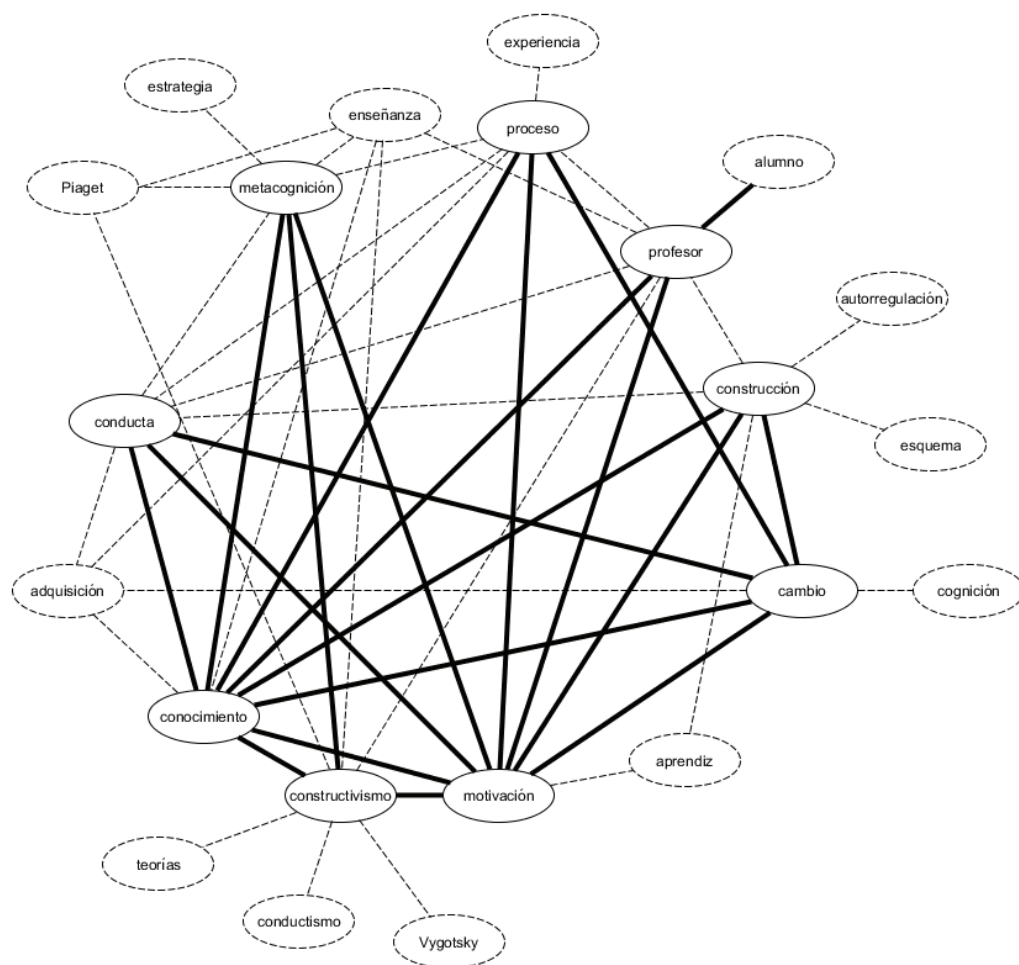 experiencia
estrategia
enseñanza
proceso
alumno
Piaget
metacognición
profesor
autorregulación
construcción
conducta
esquema
adquisición
cambio
cognición
conocimiento
aprendiz
constructivismo
motivación
teorías
conductismo
Vygotsky